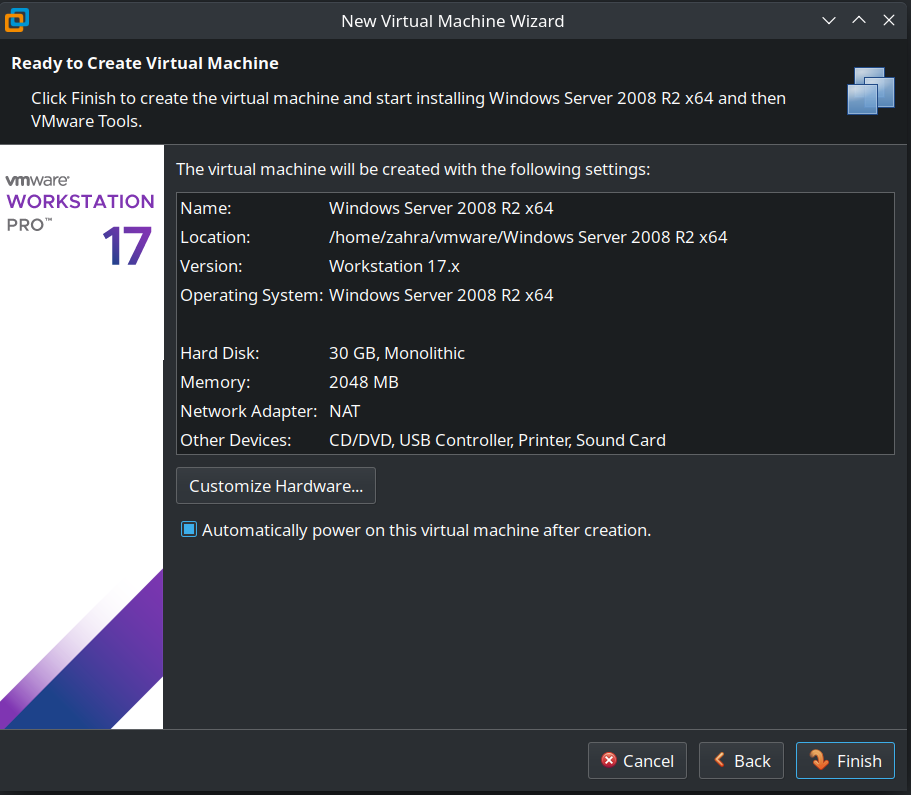 New Virtual Machine Wizard
Ready to Create Virtual Machine
Click Finish to create the virtual machine and start installing Windows Server 2008 R2 x64 and then
VMware Tools.
vmware®
WORKSTATION
PRO™
17
The virtual machine will be created with the following settings:
Name: Windows Server 2008 R2 x64
Location: /home/zahra/vmware/Windows Server 2008 R2 x64
Version: Workstation 17.x
Operating System: Windows Server 2008 R2 x64
Hard Disk: 30 GB, Monolithic
Memory: 2048 MB
Network Adapter: NAT
Other Devices: CD/DVD, USB Controller, Printer, Sound Card
Customize Hardware...
Automatically power on this virtual machine after creation.
Cancel Back Finish